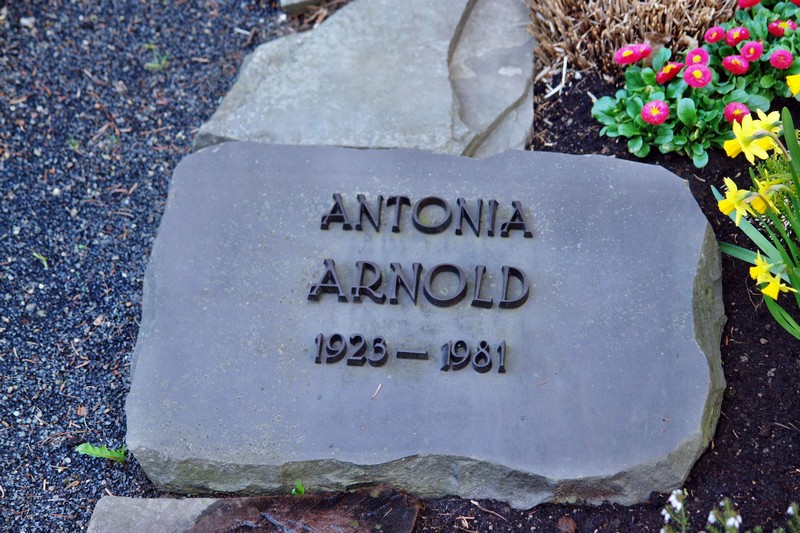 ANTONIA
ARNOLD
1923 — 1981